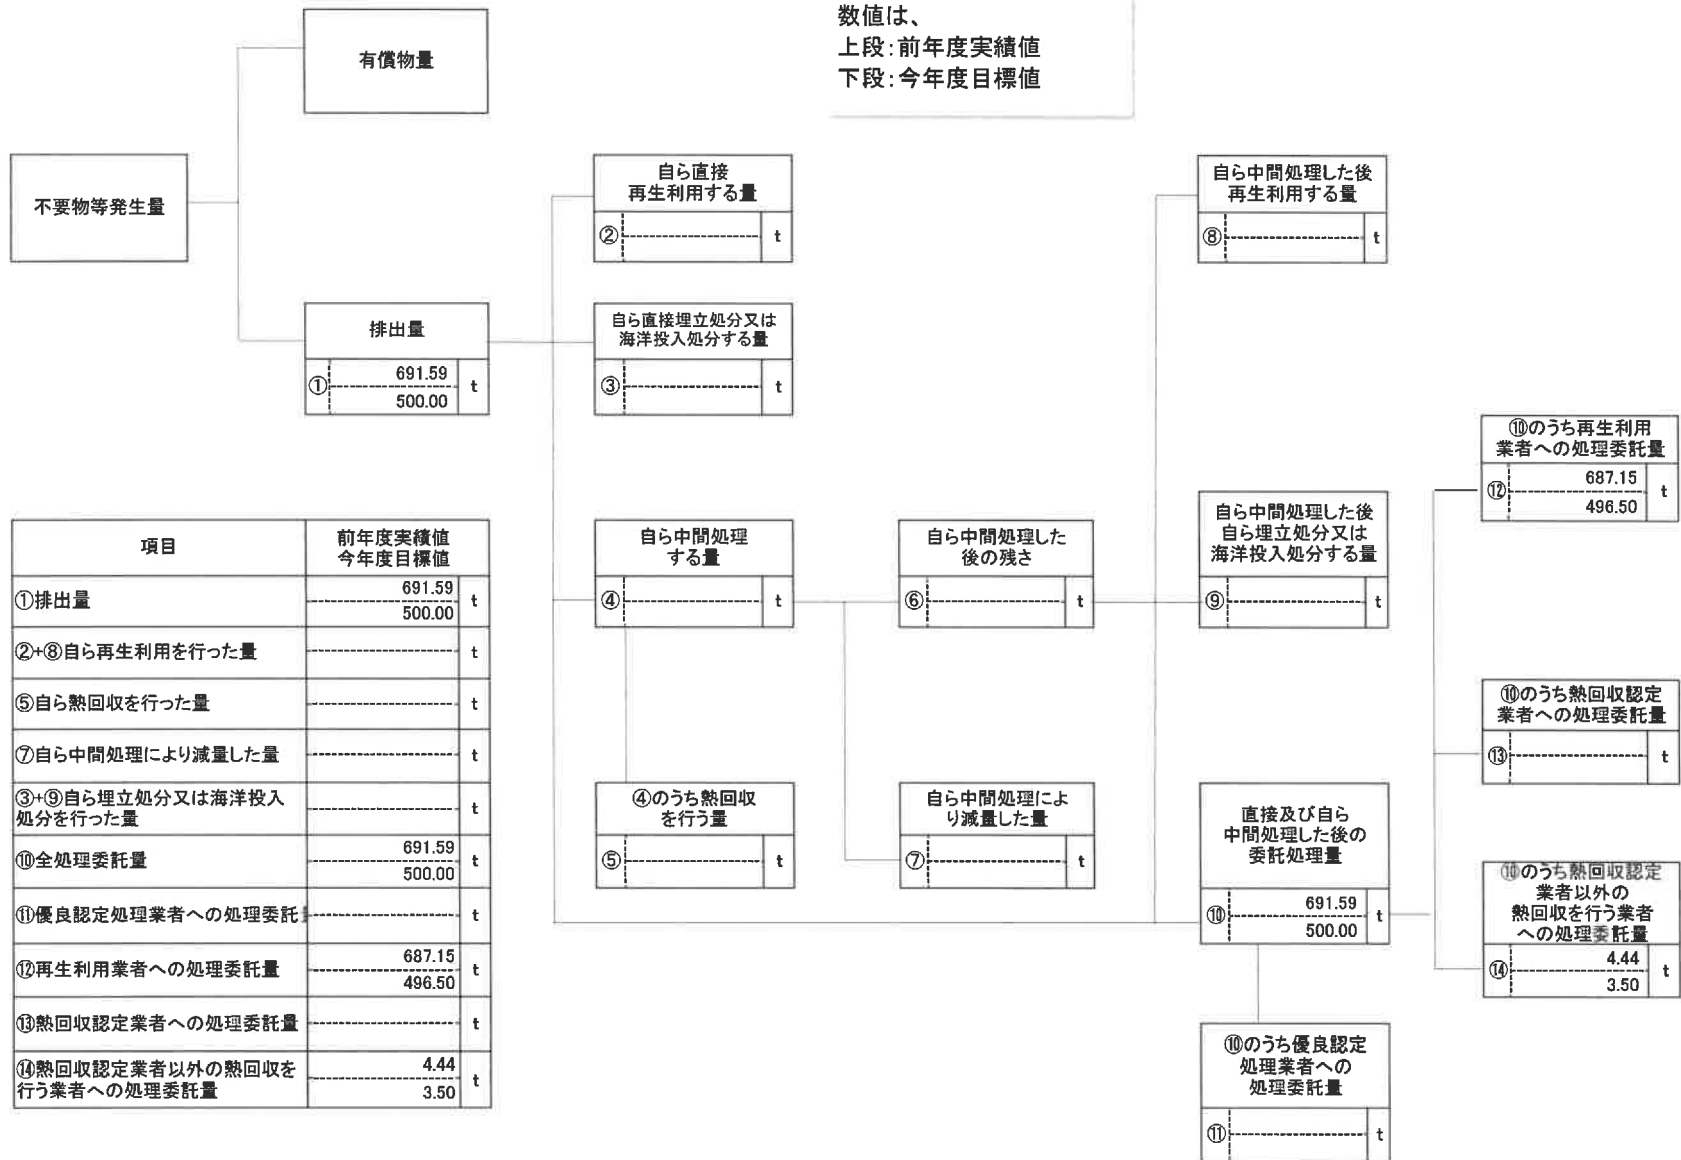 数値は、
上段:前年度実績値
下段:今年度目標値
有償物量
不要物等発生量
排出量
① 691.59 t
500.00
自ら直接
再生利用する量
② t
自ら直接埋立処分又は
海洋投入処分する量
③ t
自ら中間処理
する量
④ t
④のうち熱回収
を行う量
⑤ t
自ら中間処理した
後の残さ
⑥ t
自ら中間処理によ
り減量した量
⑦ t
自ら中間処理した後
再生利用する量
⑧ t
自ら中間処理した後
自ら埋立処分又は
海洋投入処分する量
⑨ t
直接及び自ら
中間処理した後の
委託処理量
⑩ 691.59 t
500.00
⑩のうち優良認定
処理業者への
処理委託量
⑪ t
⑩のうち再生利用
業者への処理委託量
⑫ 687.15 t
496.50
⑩のうち熱回収認定
業者への処理委託量
⑬ t
⑩のうち熱回収認定
業者以外の
熱回収を行う業者
への処理委託量
⑭ 4.44 t
3.50
項目 前年度実績値
今年度目標値
①排出量 691.59 t
500.00
②+⑧自ら再生利用を行った量 t
⑤自ら熱回収を行った量 t
⑦自ら中間処理により減量した量 t
③+⑨自ら埋立処分又は海洋投入
処分を行った量 t
⑩全処理委託量 691.59 t
500.00
⑪優良認定処理業者への処理委託 t
⑫再生利用業者への処理委託量 687.15 t
496.50
⑬熱回収認定業者への処理委託量 t
⑭熱回収認定業者以外の熱回収を 4.44 t
行う業者への処理委託量 3.50